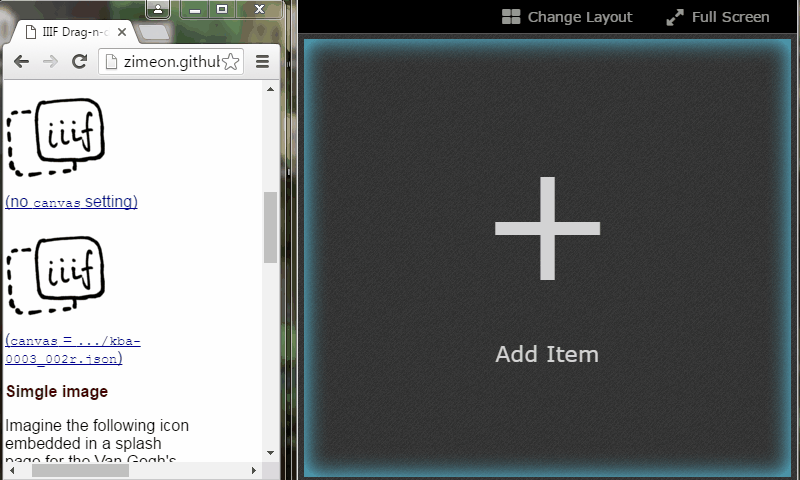 IIIF Drag-n-d
zimeon.githul
iiif
(no canvas setting)
iiif
(canvas = .../kba-
0003_002r.json)
Simgle image
Imagine the following icon
embedded in a splash
page for the Van Gogh's
Change Layout
Full Screen
Add Item